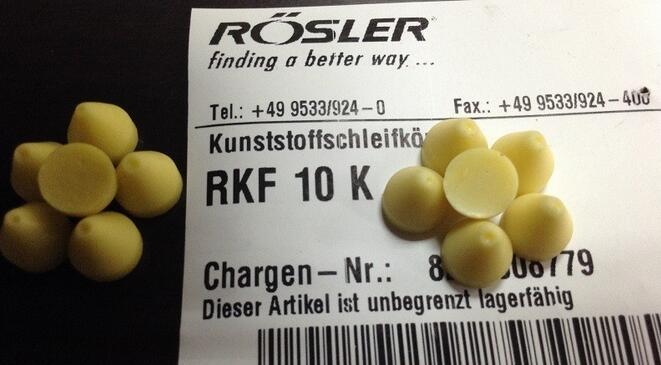 RÖSLER
finding a better way ...
Tel.: +49 9533/924-0 Fax.: +49 9533/924-400
RKF 10 K
Chargen-Nr.:
Dieser Artikel ist unbegrenzt lagerfähig